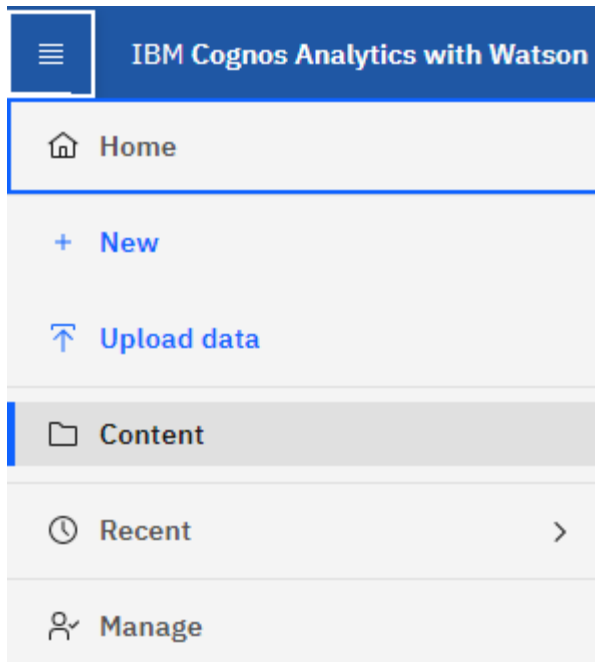 IBM Cognos Analytics with Watson
Home
New
Upload data
Content
Recent
Manage